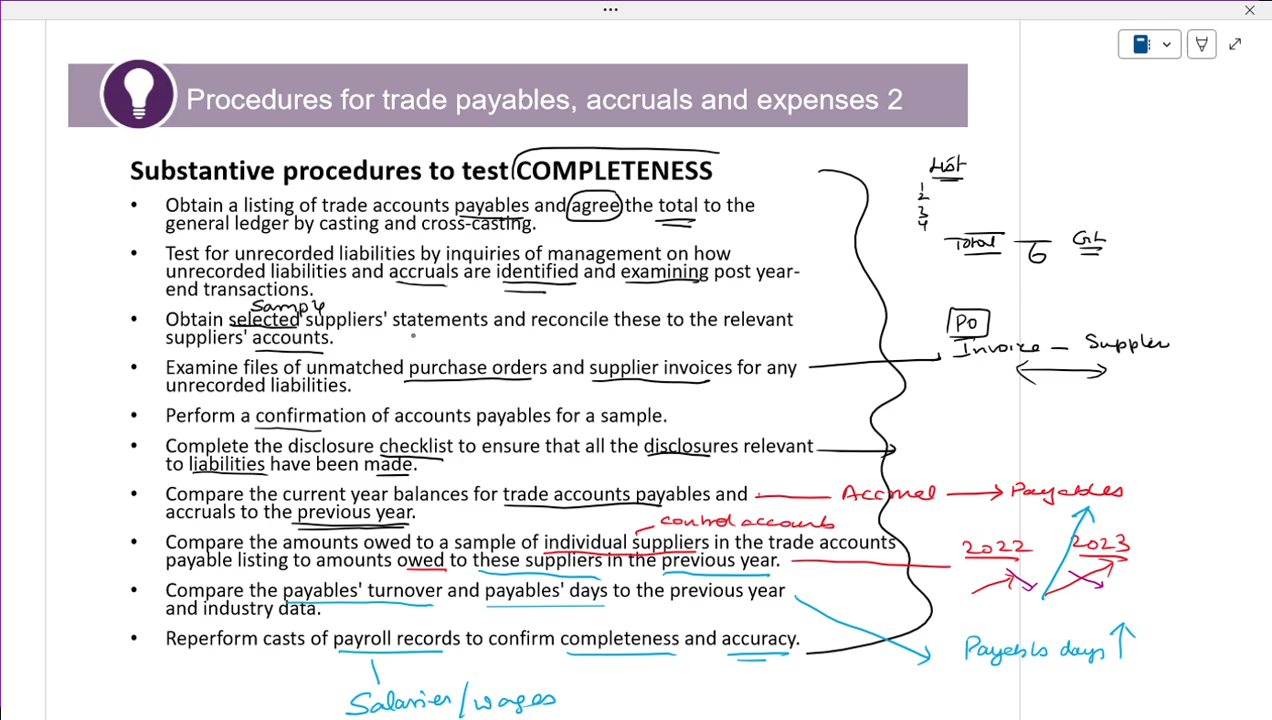 Procedures for trade payables, accruals and expenses 2
Substantive procedures to test COMPLETENESS
• Obtain a listing of trade accounts payables and agree the total to the
general ledger by casting and cross-casting.
• Test for unrecorded liabilities by inquiries of management on how
unrecorded liabilities and accruals are identified and examining post year-
end transactions.
Sample
• Obtain selected suppliers' statements and reconcile these to the relevant
suppliers' accounts.
• Examine files of unmatched purchase orders and supplier invoices for any
unrecorded liabilities.
• Perform a confirmation of accounts payables for a sample.
• Complete the disclosure checklist to ensure that all the disclosures relevant
to liabilities have been made.
• Compare the current year balances for trade accounts payables and
accruals to the previous year.
control accounts
• Compare the amounts owed to a sample of individual suppliers in the trade accounts
payable listing to amounts owed to these suppliers in the previous year.
• Compare the payables' turnover and payables' days to the previous year
and industry data.
• Reperform casts of payroll records to confirm completeness and accuracy.
Salaries/wages
List
1
2
3
4
Total GL
PO
Invoice — Supplier
Accrual → Payables
2022 2023
Payables days ↑